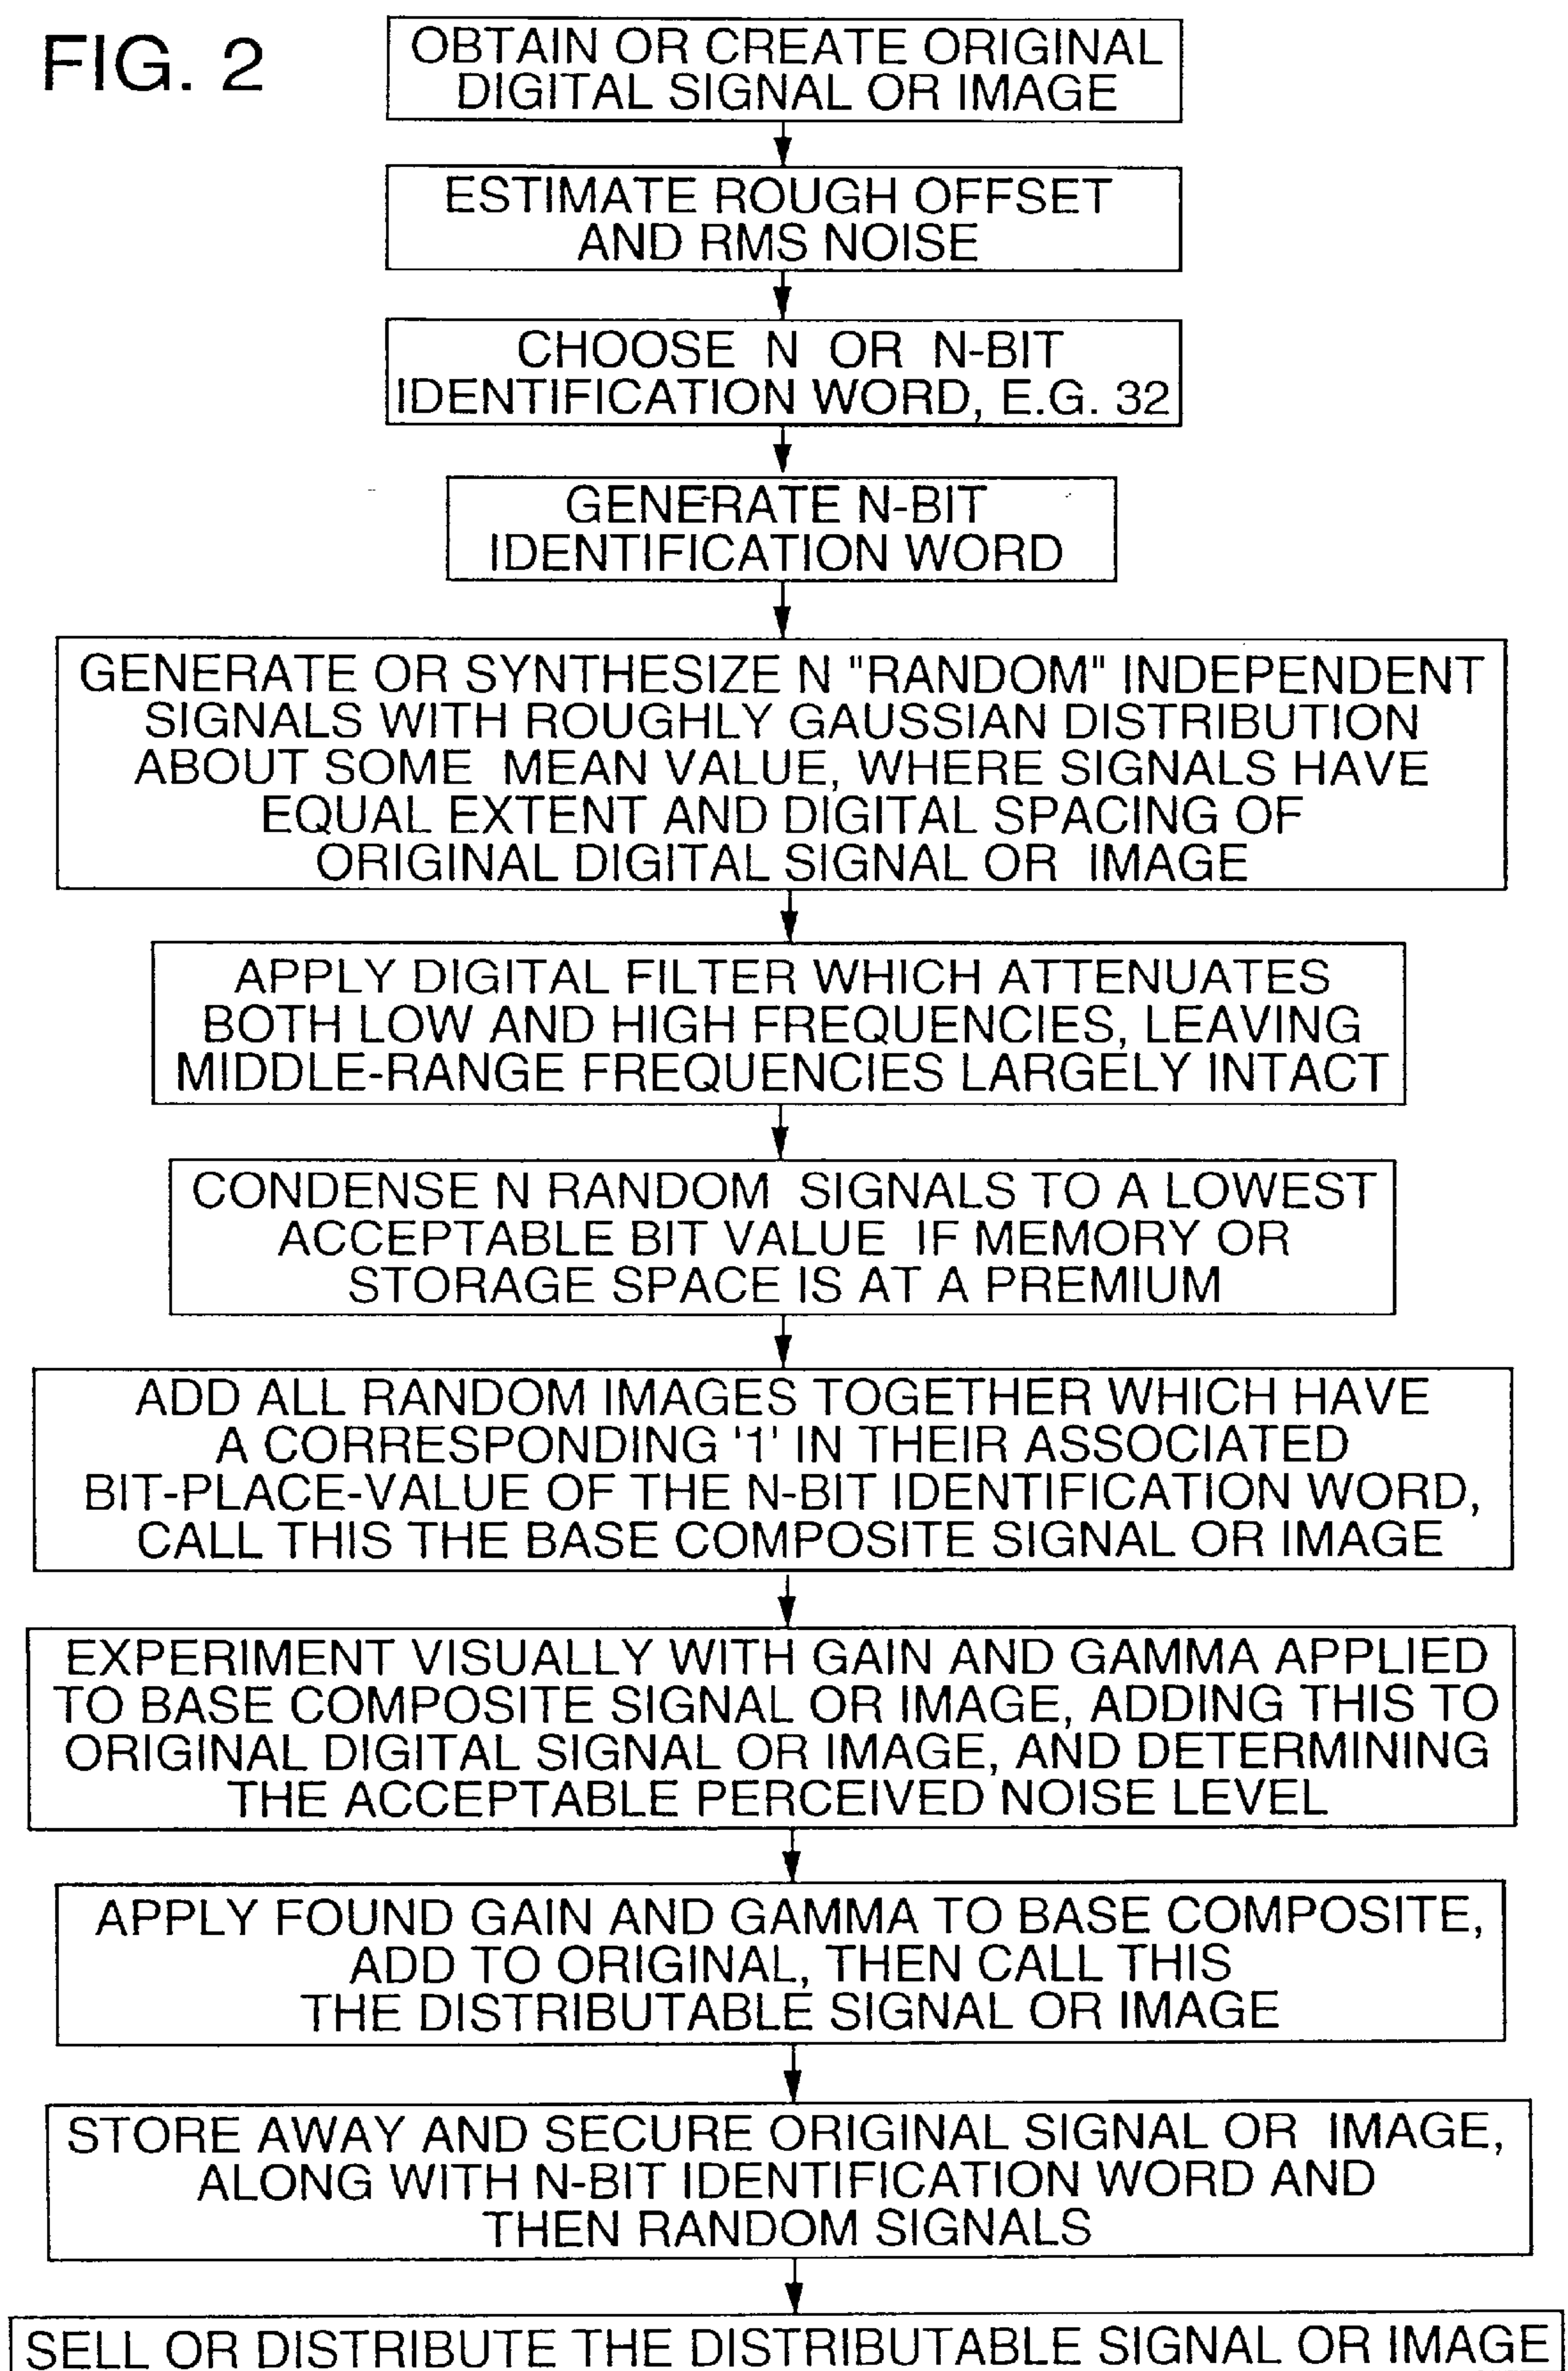 FIG. 2
OBTAIN OR CREATE ORIGINAL
DIGITAL SIGNAL OR IMAGE
ESTIMATE ROUGH OFFSET
AND RMS NOISE
CHOOSE N OR N-BIT
IDENTIFICATION WORD, E.G. 32
GENERATE N-BIT
IDENTIFICATION WORD
GENERATE OR SYNTHESIZE N "RANDOM" INDEPENDENT
SIGNALS WITH ROUGHLY GAUSSIAN DISTRIBUTION
ABOUT SOME MEAN VALUE, WHERE SIGNALS HAVE
EQUAL EXTENT AND DIGITAL SPACING OF
ORIGINAL DIGITAL SIGNAL OR IMAGE
APPLY DIGITAL FILTER WHICH ATTENUATES
BOTH LOW AND HIGH FREQUENCIES, LEAVING
MIDDLE-RANGE FREQUENCIES LARGELY INTACT
CONDENSE N RANDOM SIGNALS TO A LOWEST
ACCEPTABLE BIT VALUE IF MEMORY OR
STORAGE SPACE IS AT A PREMIUM
ADD ALL RANDOM IMAGES TOGETHER WHICH HAVE
A CORRESPONDING '1' IN THEIR ASSOCIATED
BIT-PLACE-VALUE OF THE N-BIT IDENTIFICATION WORD,
CALL THIS THE BASE COMPOSITE SIGNAL OR IMAGE
EXPERIMENT VISUALLY WITH GAIN AND GAMMA APPLIED
TO BASE COMPOSITE SIGNAL OR IMAGE, ADDING THIS TO
ORIGINAL DIGITAL SIGNAL OR IMAGE, AND DETERMINING
THE ACCEPTABLE PERCEIVED NOISE LEVEL
APPLY FOUND GAIN AND GAMMA TO BASE COMPOSITE,
ADD TO ORIGINAL, THEN CALL THIS
THE DISTRIBUTABLE SIGNAL OR IMAGE
STORE AWAY AND SECURE ORIGINAL SIGNAL OR IMAGE,
ALONG WITH N-BIT IDENTIFICATION WORD AND
THEN RANDOM SIGNALS
SELL OR DISTRIBUTE THE DISTRIBUTABLE SIGNAL OR IMAGE